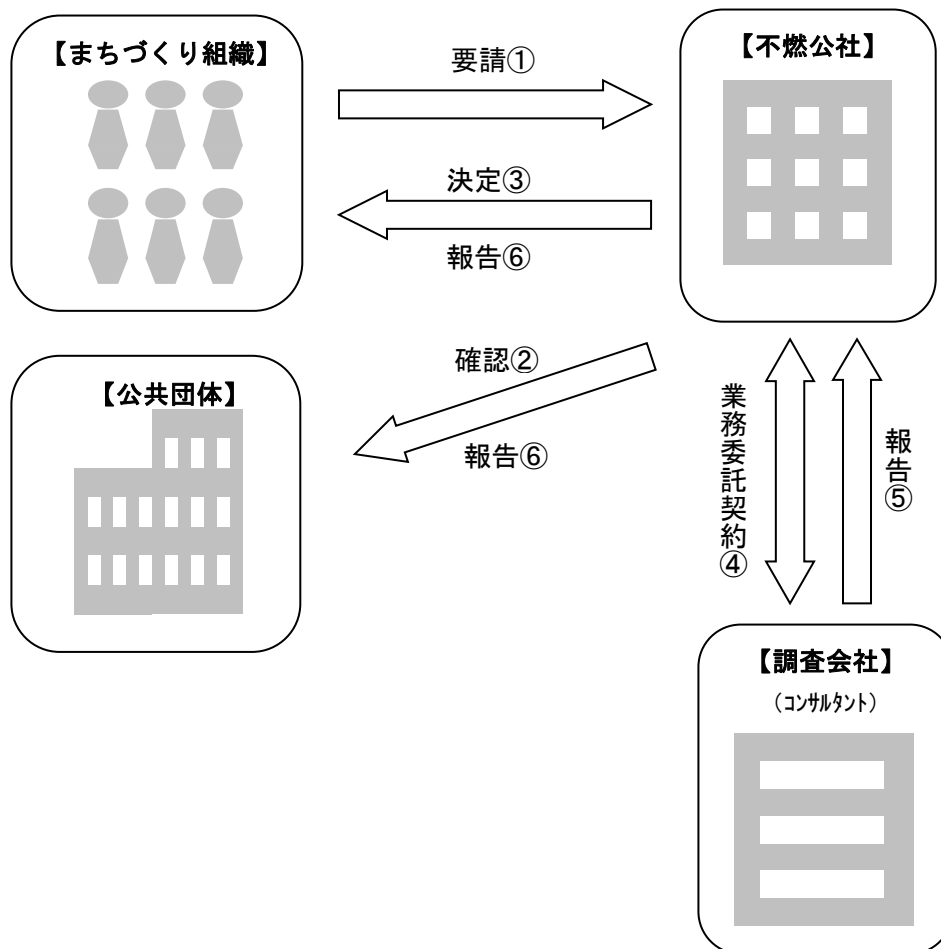 【まちづくり組織】
要請①
【不燃公社】
決定③
報告⑥
【公共団体】
確認②
報告⑥
業務委託契約④
報告⑤
【調査会社】
（ｺﾝｻﾙﾀﾝﾄ）